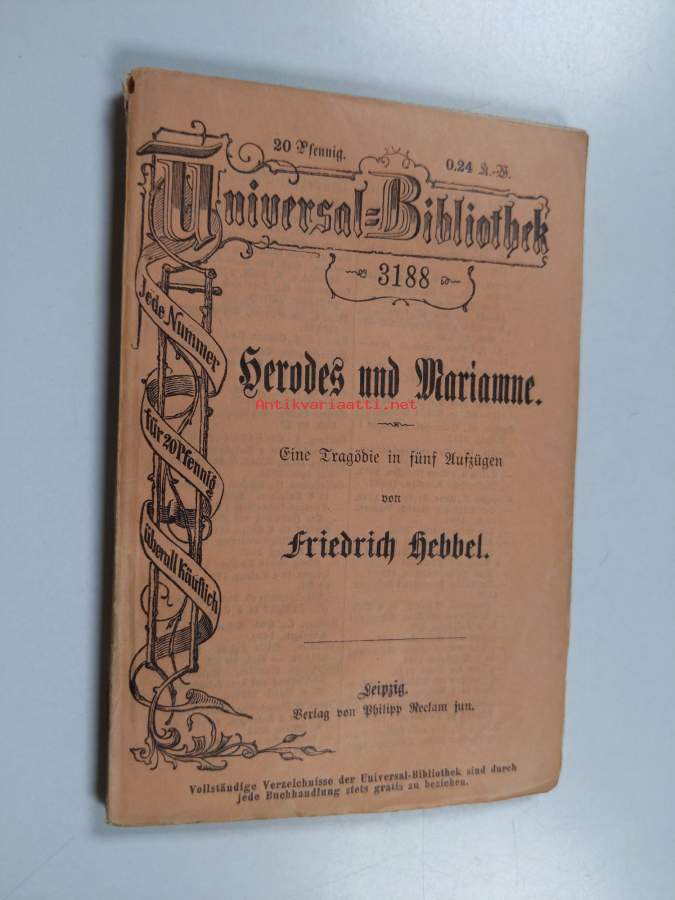 20 Pfennig. 0,24 K.-W.
Universal=Bibliothek
3188
Jede Nummer
für 20 Pfennig
überall käuflich
Herodes und Mariamne.
Antikvariaatti.net
Eine Tragödie in fünf Aufzügen
von
Friedrich Hebbel.
Leipzig.
Verlag von Philipp Reclam jun.
Vollständige Verzeichnisse der Universal-Bibliothek sind durch
jede Buchhandlung stets gratis zu beziehen.